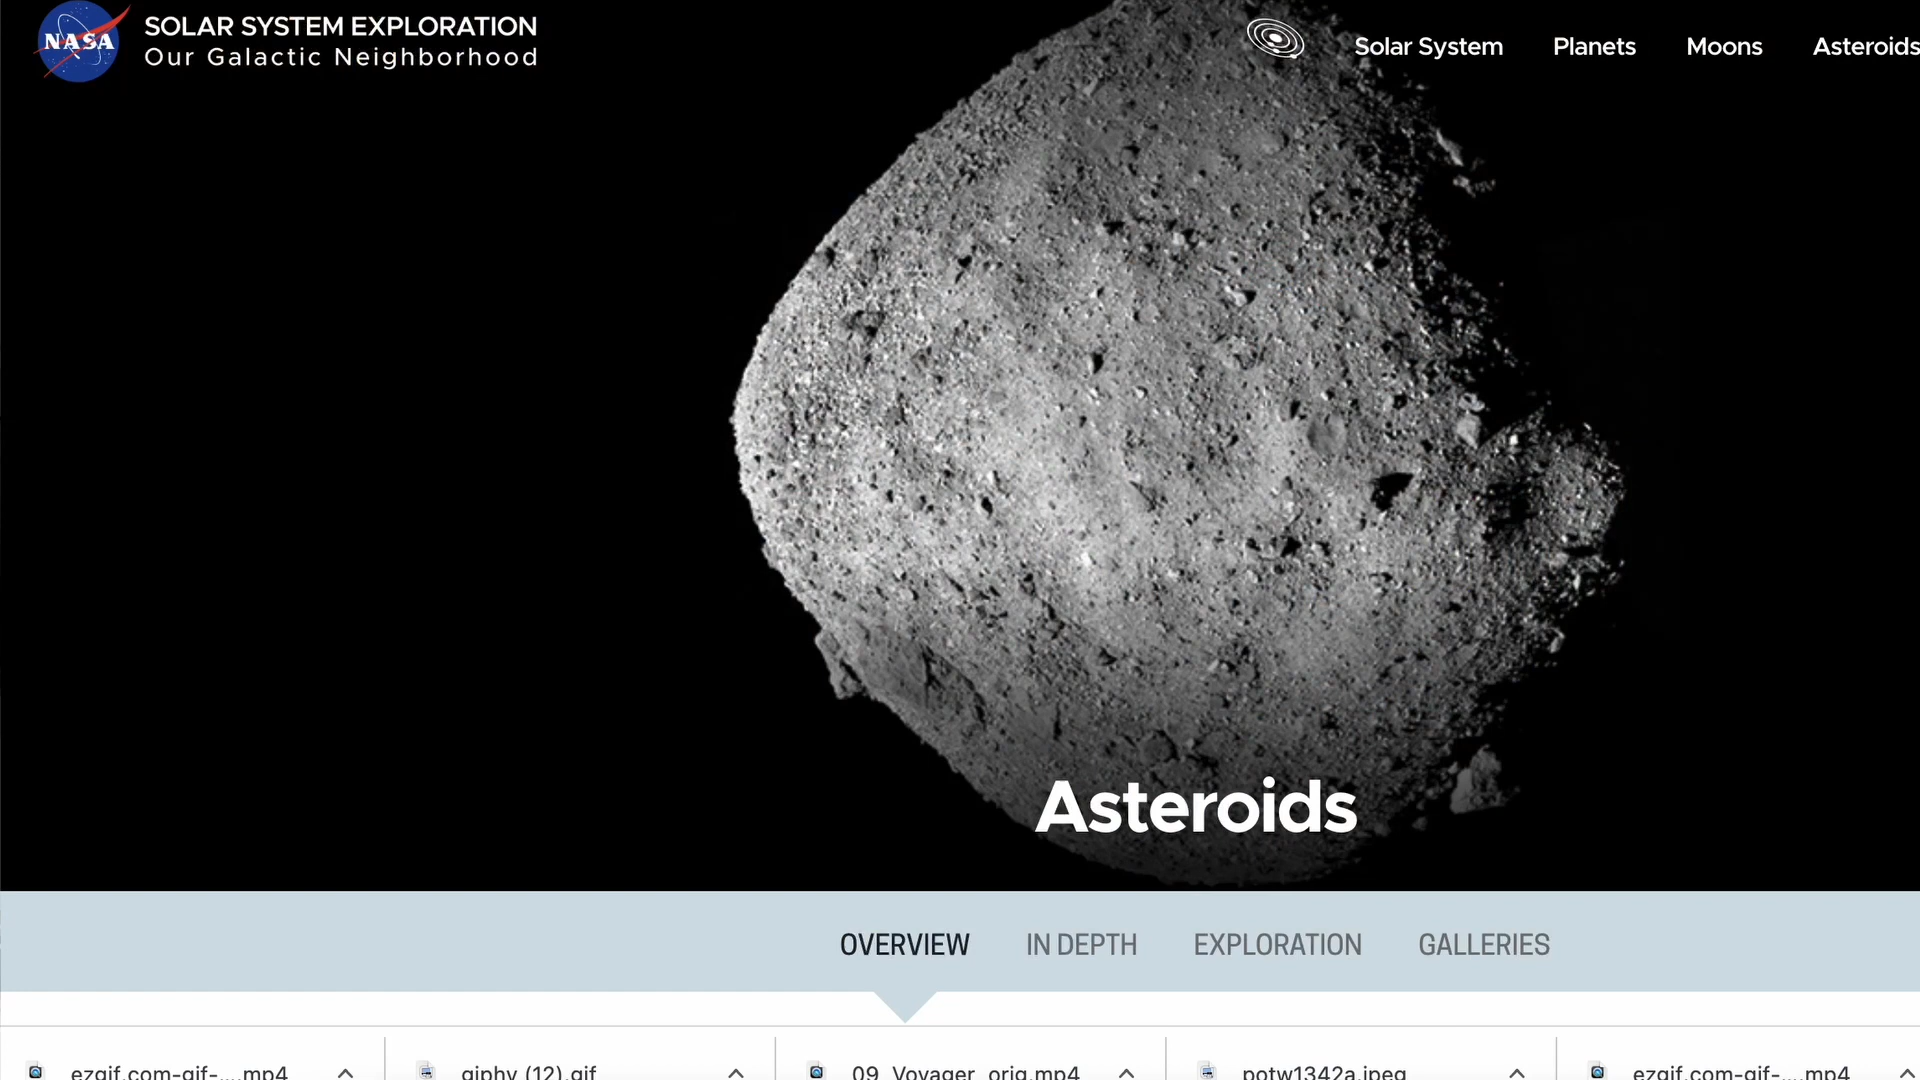 NASA
SOLAR SYSTEM EXPLORATION
Our Galactic Neighborhood
Solar System
Planets
Moons
Asteroids
Asteroids
OVERVIEW
IN DEPTH
EXPLORATION
GALLERIES
ezgif.com-gif-....mp4
giphy (12).gif
09_Voyager_orig.mp4
potw1342a.jpeg
ezgif.com-gif-....mp4